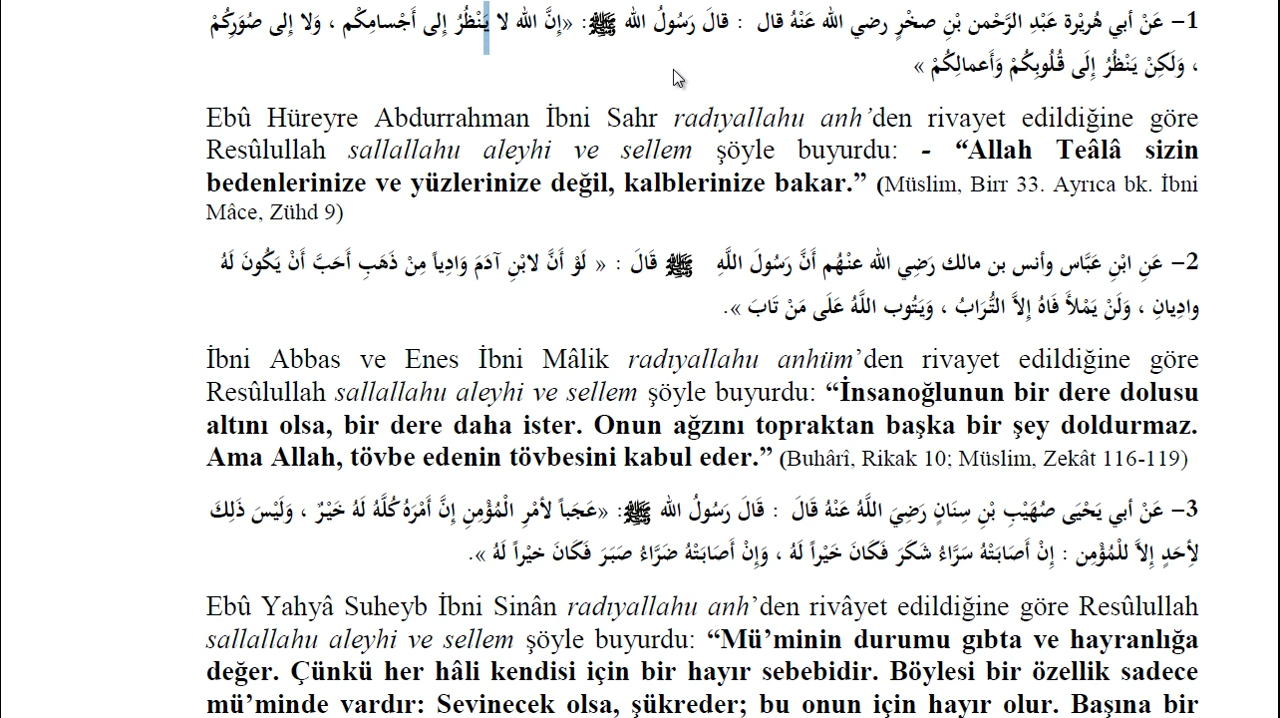 1– عَنْ أبي هُريْرة عَبْدِ الرَّحْمن بْنِ صخْرٍ رضي الله عَنْهُ قال : قالَ رَسُولُ الله ﷺ: «إِنَّ الله لا يَنْظُرُ إِلى أَجْسامِكْم ، وَلا إِلى صُوَرِكُمْ
، وَلَكِنْ يَنْظُرُ إِلَى قُلُوبِكُمْ وَأَعمالِكُمْ »
Ebû Hüreyre Abdurrahman İbni Sahr radıyallahu anh’den rivayet edildiğine göre
Resûlullah sallallahu aleyhi ve sellem şöyle buyurdu: - “Allah Teâlâ sizin
bedenlerinize ve yüzlerinize değil, kalblerinize bakar.” (Müslim, Birr 33. Ayrıca bk. İbni
Mâce, Zühd 9)
2– عَنِ ابْنِ عَبَّاس وأنس بن مالك رَضِي الله عنْهُم أَنَّ رَسُولَ اللَّهِ ﷺ قَالَ : « لَوْ أَنَّ لابْنِ آدَمَ وَادِياً مِنْ ذَهَبٍ أَحَبَّ أَنْ يَكُونَ لَهُ
وادِيانِ ، وَلَنْ يَمْلأَ فَاهُ إِلاَّ التُّرَابُ ، وَيَتُوب اللَّهُ عَلَى مَنْ تَابَ ».
İbni Abbas ve Enes İbni Mâlik radıyallahu anhüm’den rivayet edildiğine göre
Resûlullah sallallahu aleyhi ve sellem şöyle buyurdu: “İnsanoğlunun bir dere dolusu
altını olsa, bir dere daha ister. Onun ağzını topraktan başka bir şey doldurmaz.
Ama Allah, tövbe edenin tövbesini kabul eder.” (Buhârî, Rikak 10; Müslim, Zekât 116-119)
3– عَنْ أبي يَحْيَى صُهَيْبِ بْنِ سِنَانٍ رَضِيَ اللَّهُ عَنْهُ قَالَ : قَالَ رَسُولُ الله ﷺ: «عَجَباً لأمْرِ الْمُؤْمِنِ إِنَّ أَمْرَهُ كُلَّهُ لَهُ خَيْرٌ ، وَلَيْسَ ذَلِكَ
لأِحَدٍ إِلاَّ للْمُؤْمِن : إِنْ أَصَابَتْهُ سَرَّاءُ شَكَرَ فَكَانَ خَيْراً لَهُ ، وَإِنْ أَصَابَتْهُ ضَرَّاءُ صَبَرَ فَكَانَ خيْراً لَهُ ».
Ebû Yahyâ Suheyb İbni Sinân radıyallahu anh’den rivâyet edildiğine göre Resûlullah
sallallahu aleyhi ve sellem şöyle buyurdu: “Mü’minin durumu gıbta ve hayranlığa
değer. Çünkü her hâli kendisi için bir hayır sebebidir. Böylesi bir özellik sadece
mü’minde vardır: Sevinecek olsa, şükreder; bu onun için hayır olur. Başına bir